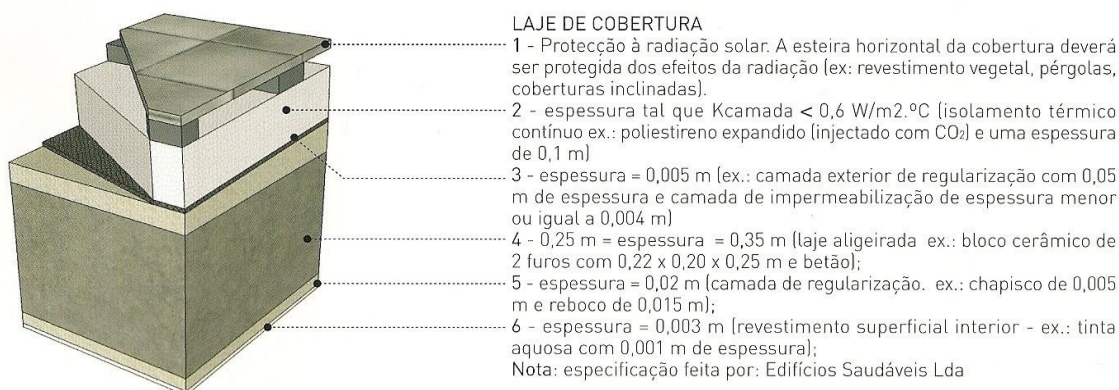 LAJE DE COBERTURA
1 - Protecção à radiação solar. A esteira horizontal da cobertura deverá
ser protegida dos efeitos da radiação (ex: revestimento vegetal, pérgolas,
coberturas inclinadas).
2 - espessura tal que Kcamada < 0,6 W/m2.ºC (isolamento térmico
contínuo ex.: poliestireno expandido (injectado com CO2) e uma espessura
de 0,1 m)
3 - espessura = 0,005 m (ex.: camada exterior de regularização com 0,05
m de espessura e camada de impermeabilização de espessura menor
ou igual a 0,004 m)
4 - 0,25 m = espessura = 0,35 m (laje aligeirada ex.: bloco cerâmico de
2 furos com 0,22 x 0,20 x 0,25 m e betão);
5 - espessura = 0,02 m (camada de regularização. ex.: chapisco de 0,005
m e reboco de 0,015 m);
6 - espessura = 0,003 m (revestimento superficial interior - ex.: tinta
aquosa com 0,001 m de espessura);
Nota: especificação feita por: Edifícios Saudáveis Lda